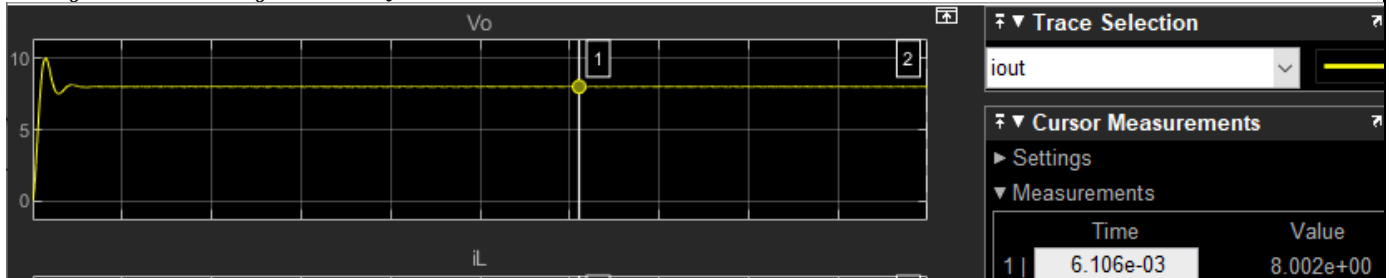 Vo
10
5
0
1
2
iL
Trace Selection
iout
Cursor Measurements
Settings
Measurements
Time Value
1 | 6.106e-03 8.002e+00